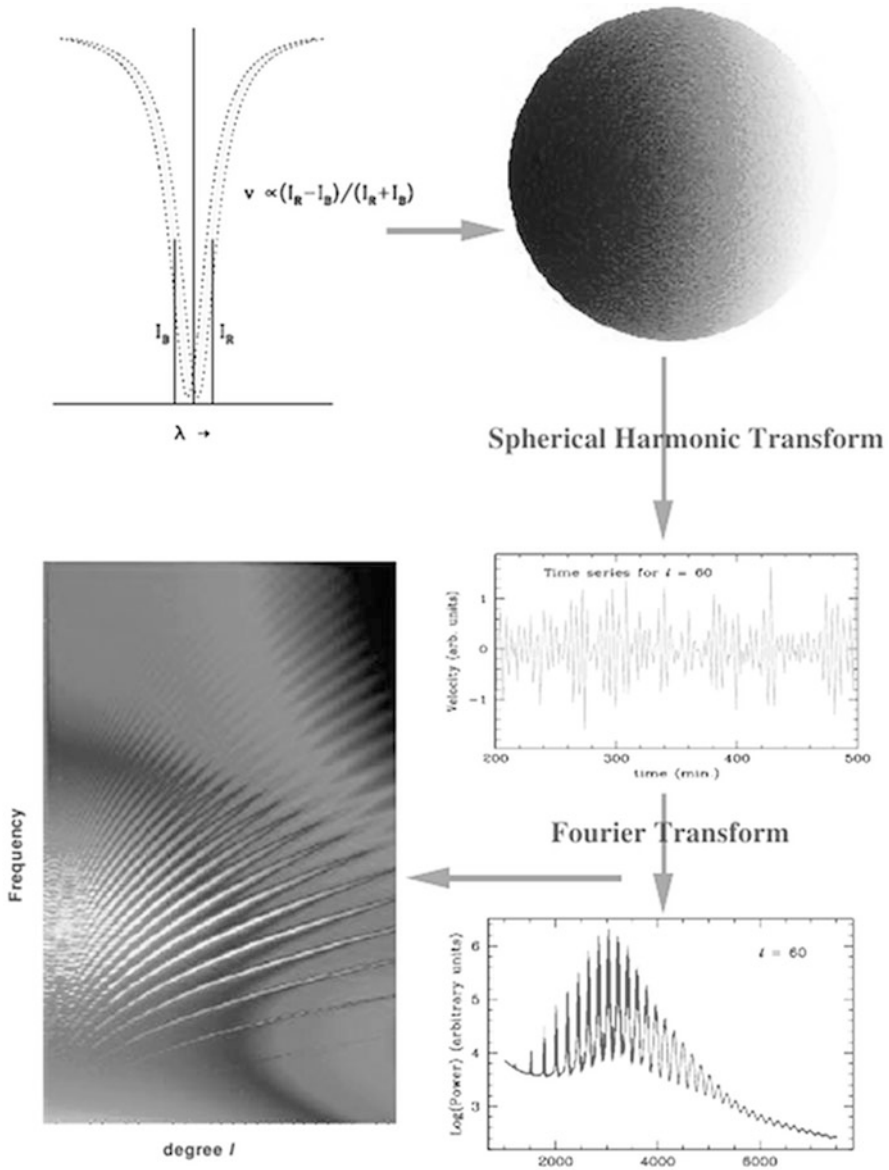 v ∝(I_R−I_B)/(I_R+I_B)
I_B
I_R
λ →
Spherical Harmonic Transform
Time series for ℓ = 60
Velocity (arb. units)
1
0
−1
200
300
400
500
time (min.)
Fourier Transform
Frequency
degree l
Log(Power) (arbitrary units)
ℓ = 60
6
5
4
3
2000
4000
6000